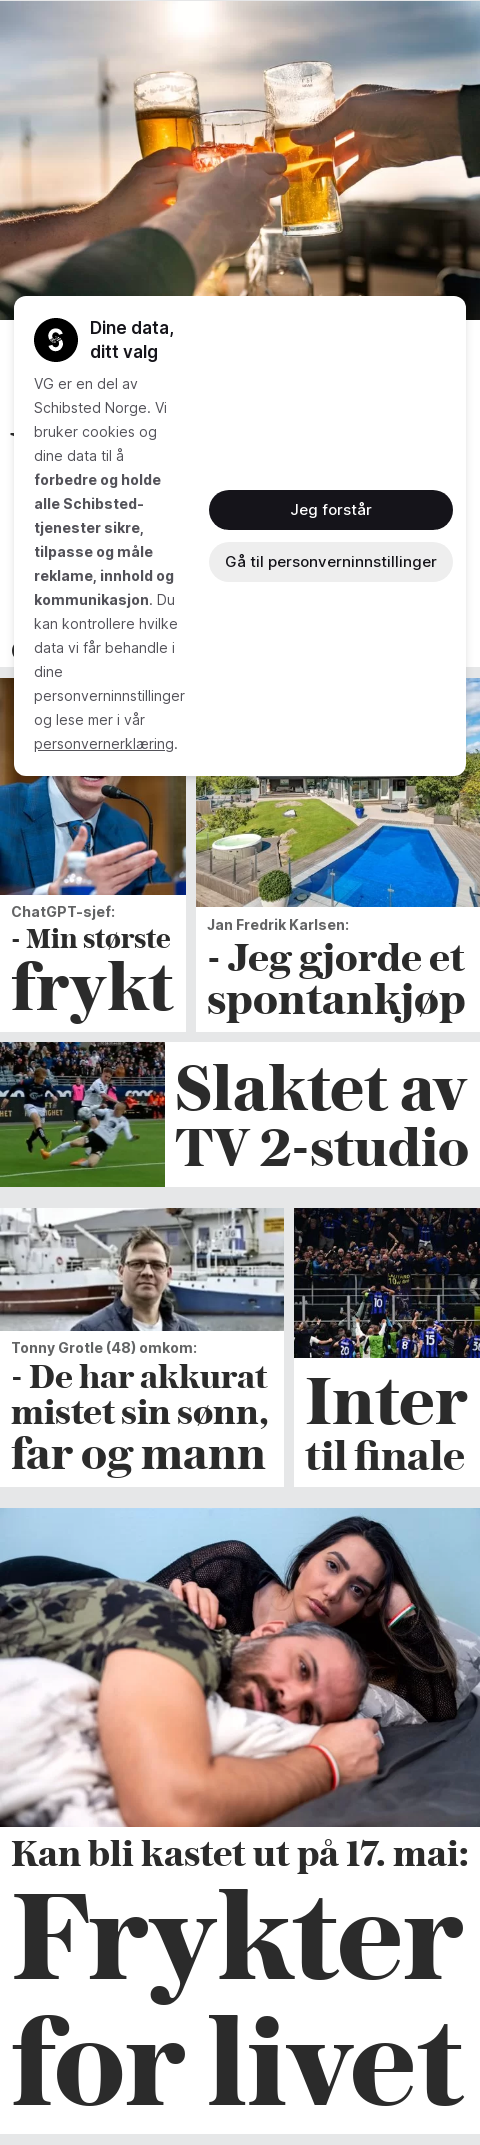 Dine data,
ditt valg
VG er en del av
Schibsted Norge. Vi
bruker cookies og
dine data til å
forbedre og holde
alle Schibsted-
tjenester sikre,
tilpasse og måle
reklame, innhold og
kommunikasjon. Du
kan kontrollere hvilke
data vi får behandle i
dine
personverninnstillinger
og lese mer i vår
personvernerklæring.
Jeg forstår
Gå til personverninnstillinger
ChatGPT-sjef:
- Min største
frykt
Jan Fredrik Karlsen:
- Jeg gjorde et
spontankjøp
Slaktet av
TV 2-studio
Tonny Grotle (48) omkom:
- De har akkurat
mistet sin sønn,
far og mann
Inter
til finale
Kan bli kastet ut på 17. mai:
Frykter
for livet